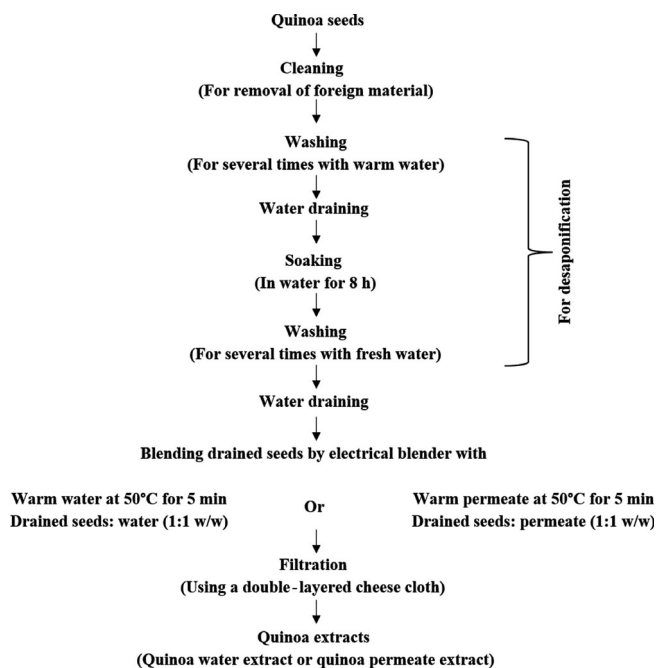 Quinoa seeds
Cleaning
(For removal of foreign material)
Washing
(For several times with warm water)
Water draining
Soaking
(In water for 8 h)
Washing
(For several times with fresh water)
For desaponification
Water draining
Blending drained seeds by electrical blender with
Warm water at 50°C for 5 min
Drained seeds: water (1:1 w/w)
Or
Warm permeate at 50°C for 5 min
Drained seeds: permeate (1:1 w/w)
Filtration
(Using a double-layered cheese cloth)
Quinoa extracts
(Quinoa water extract or quinoa permeate extract)